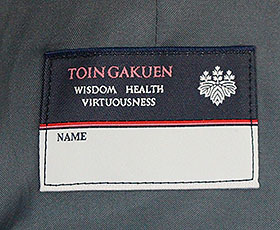 TOIN GAKUEN
WISDOM HEALTH
VIRTUOUSNESS
NAME